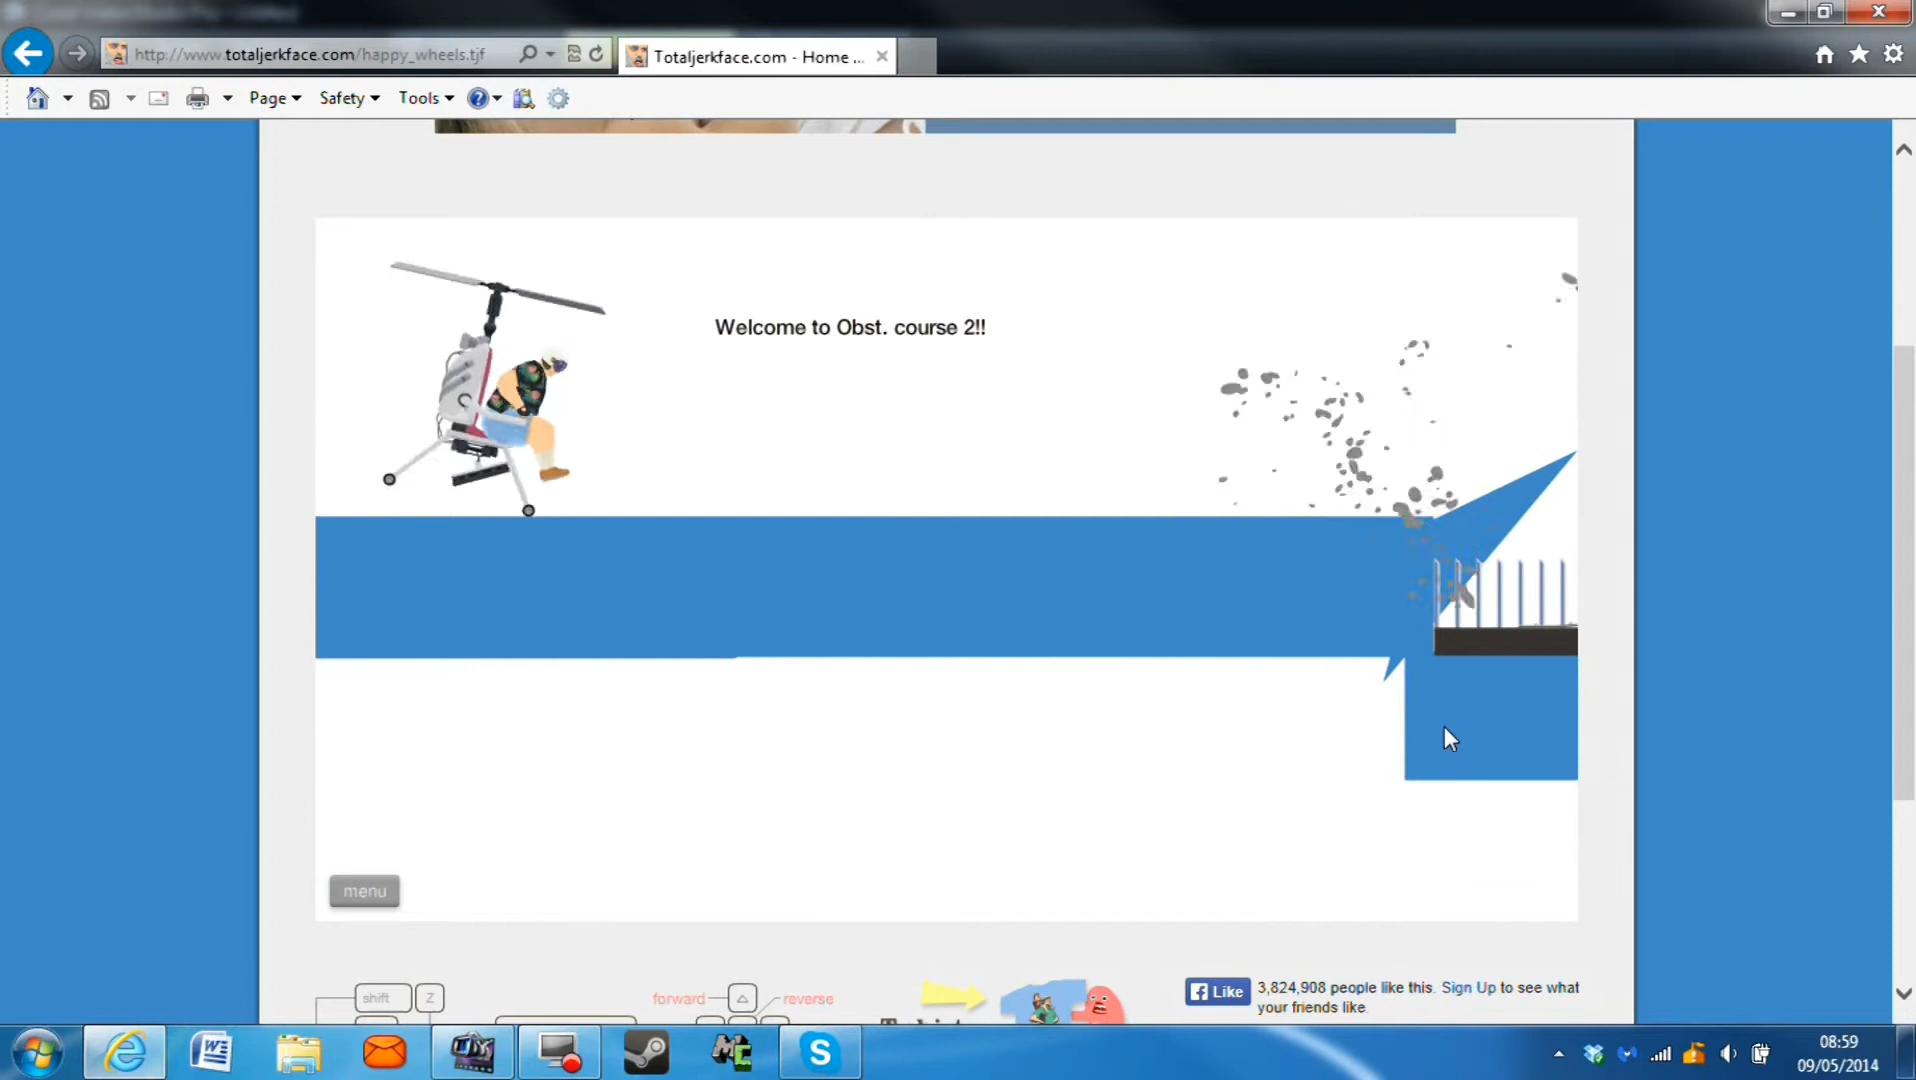 http://www.totaljerkface.com/happy_wheels.tjf
Totaljerkface.com - Home ...
Page Safety Tools
Welcome to Obst. course 2!!
menu
shift Z
forward reverse
Like 3,824,908 people like this. Sign Up to see what
your friends like.
08:59
09/05/2014